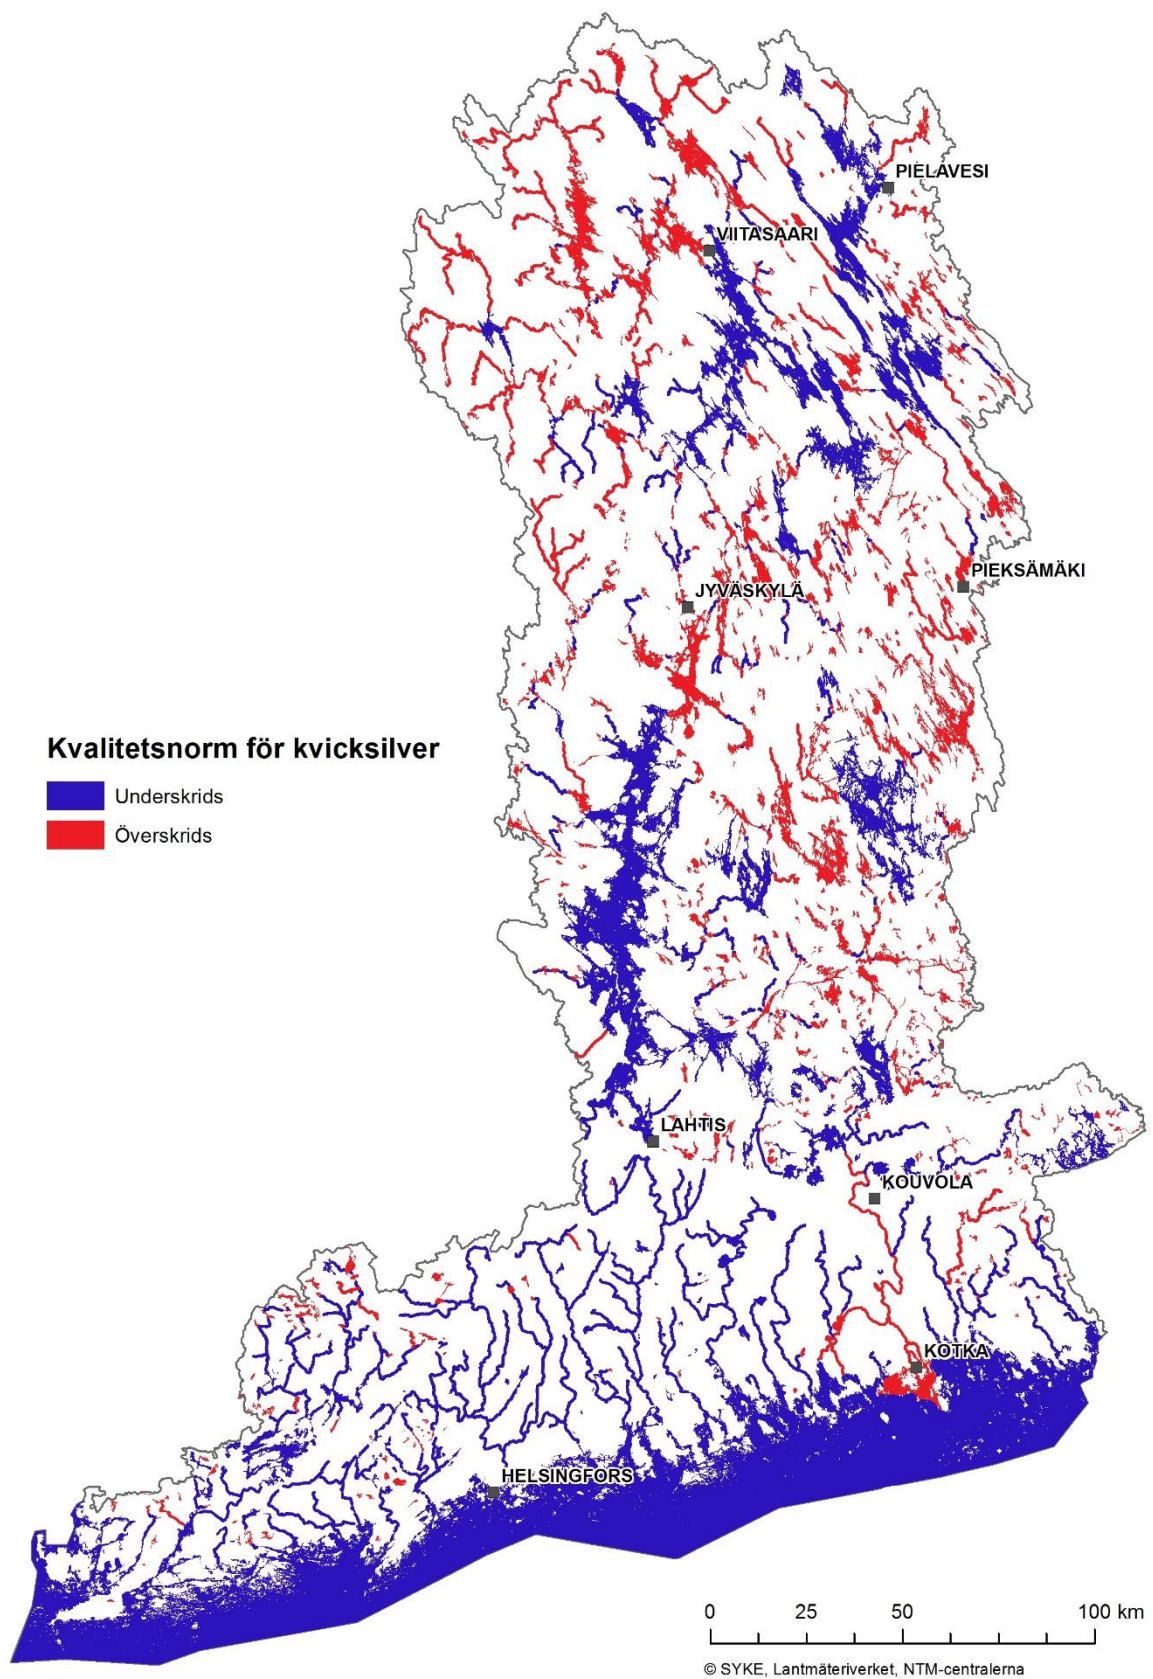 PIELAVESI
VIITASAARI
PIEKSÄMÄKI
JYVÄSKYLÄ
Kvalitetsnorm för kvicksilver
Underskrids
Överskrids
LAHTIS
KOUVOLA
KOTKA
HELSINGFORS
0 25 50 100 km
© SYKE, Lantmäteriverket, NTM-centralerna